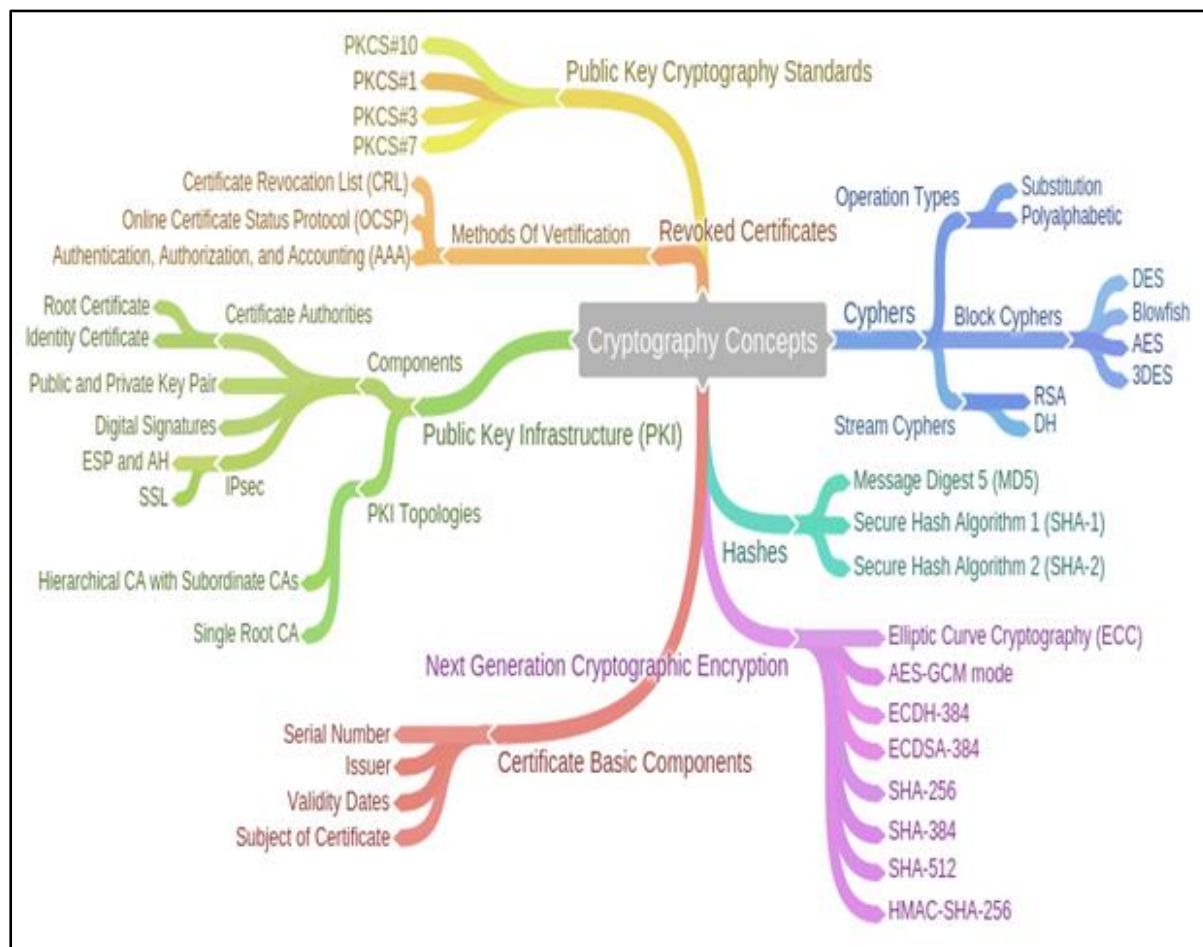 PKCS#10
PKCS#1
PKCS#3
PKCS#7
Public Key Cryptography Standards
Certificate Revocation List (CRL)
Online Certificate Status Protocol (OCSP)
Authentication, Authorization, and Accounting (AAA)
Methods Of Vertification
Revoked Certificates
Root Certificate
Identity Certificate
Certificate Authorities
Public and Private Key Pair
Digital Signatures
ESP and AH
SSL
IPsec
Components
Public Key Infrastructure (PKI)
PKI Topologies
Hierarchical CA with Subordinate CAs
Single Root CA
Cryptography Concepts
Cyphers
Operation Types
Substitution
Polyalphabetic
Block Cyphers
DES
Blowfish
AES
3DES
Stream Cyphers
RSA
DH
Hashes
Message Digest 5 (MD5)
Secure Hash Algorithm 1 (SHA-1)
Secure Hash Algorithm 2 (SHA-2)
Next Generation Cryptographic Encryption
Elliptic Curve Cryptography (ECC)
AES-GCM mode
ECDH-384
ECDSA-384
SHA-256
SHA-384
SHA-512
HMAC-SHA-256
Certificate Basic Components
Serial Number
Issuer
Validity Dates
Subject of Certificate